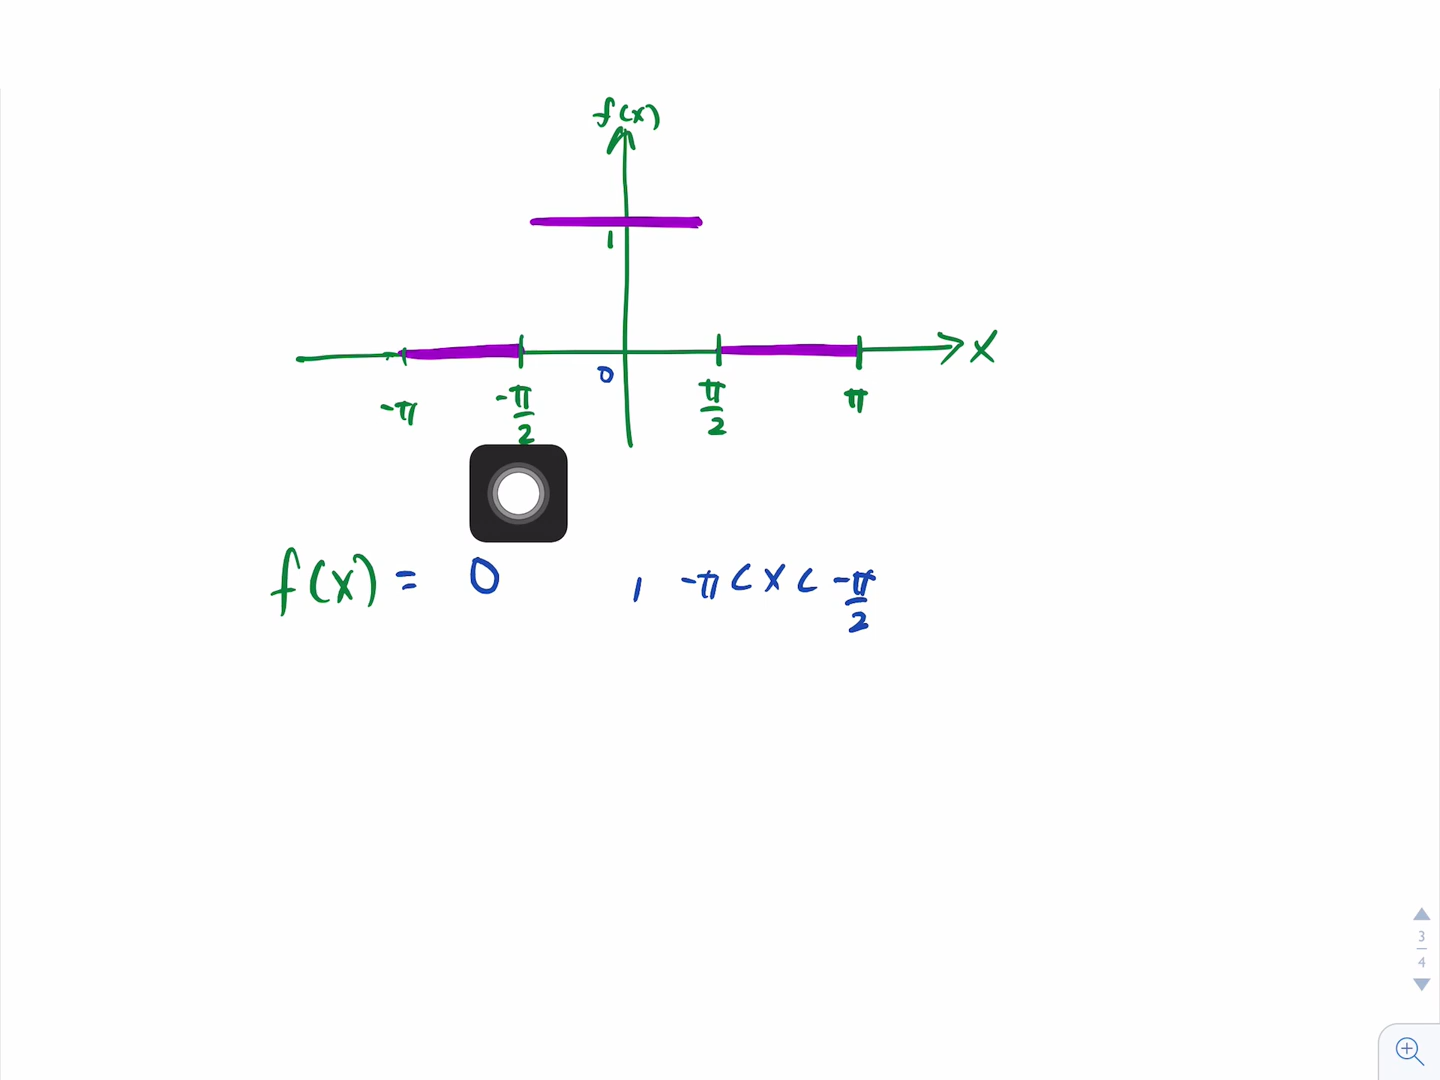 f(x)
1
x
0
-π -π/2 π/2 π
f(x) = 0 , -π < x < -π/2
3
4